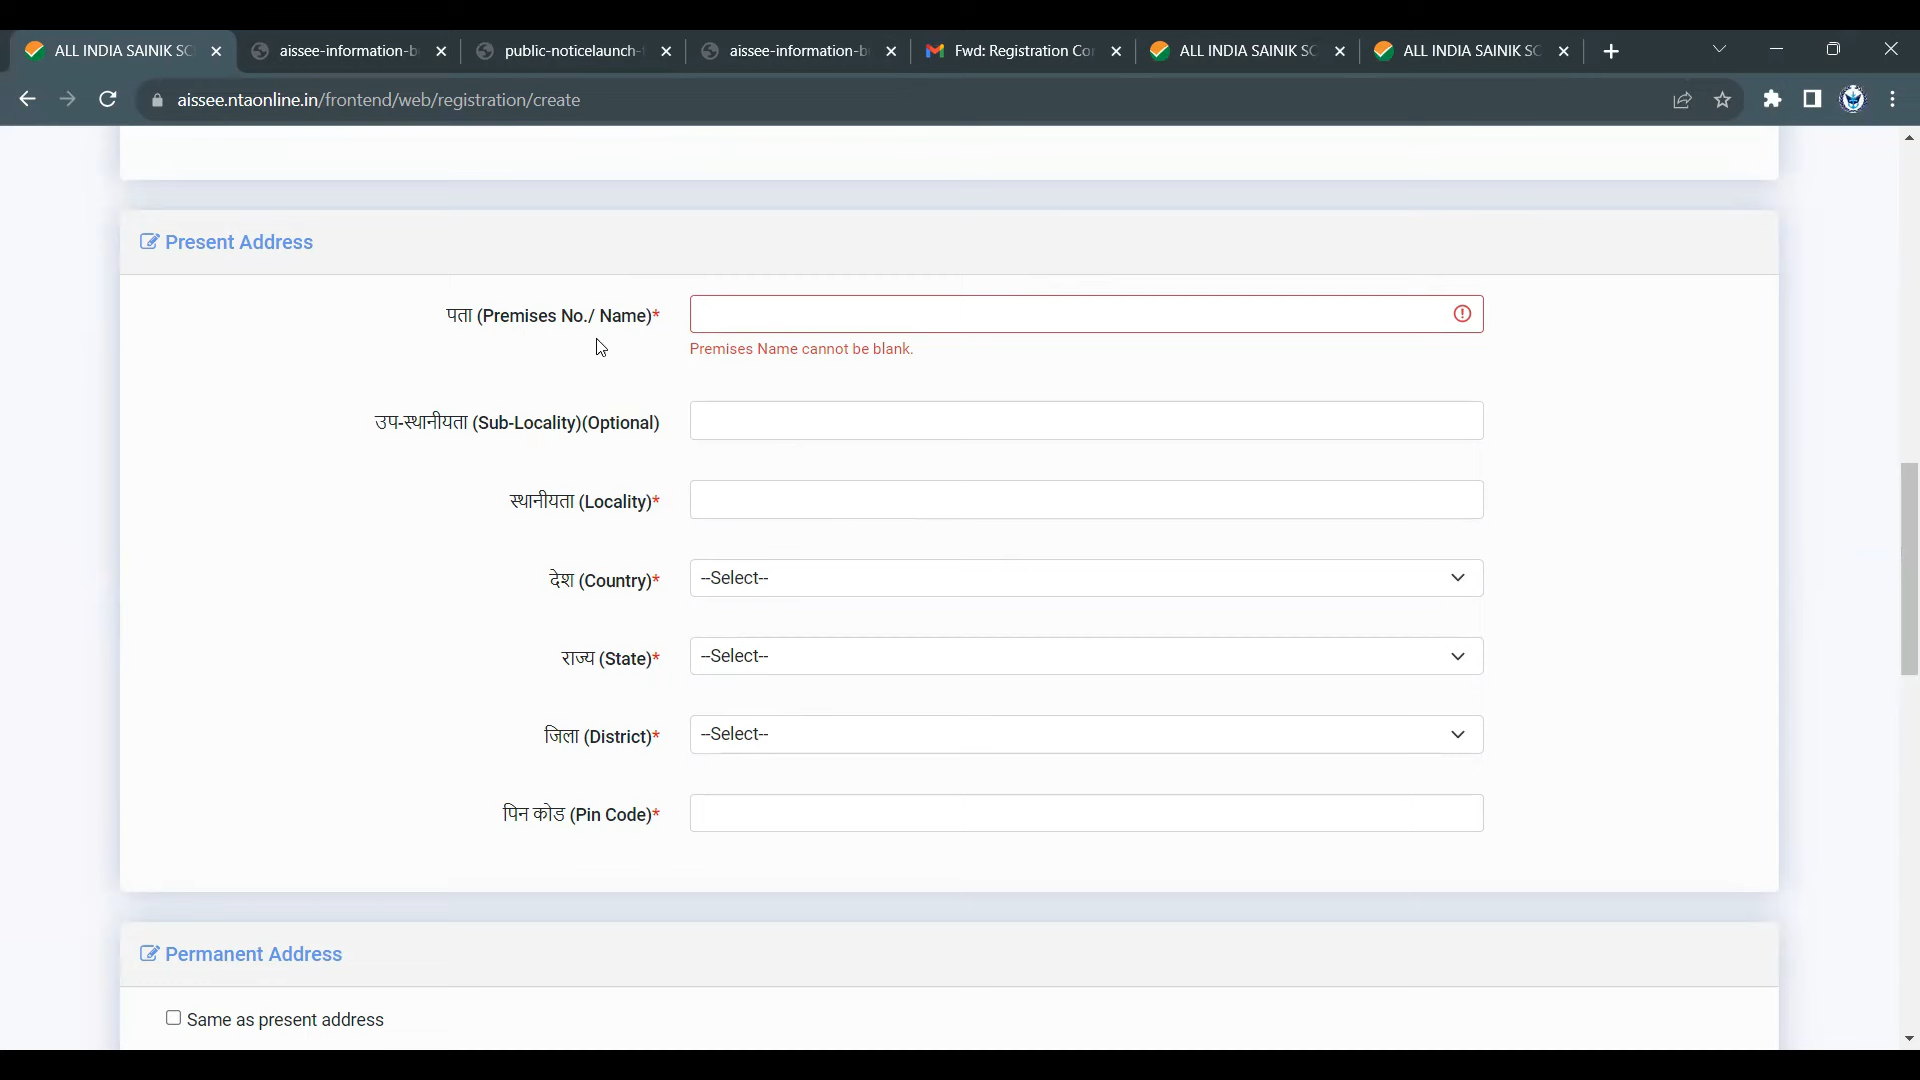 ALL INDIA SAINIK SC
aissee-information-b
public-noticelaunch-
aissee-information-b
Fwd: Registration Co
ALL INDIA SAINIK SC
ALL INDIA SAINIK SC
aissee.ntaonline.in/frontend/web/registration/create
Present Address
पता (Premises No./ Name)*
Premises Name cannot be blank.
उप-स्थानीयता (Sub-Locality)(Optional)
स्थानीयता (Locality)*
देश (Country)* --Select--
राज्य (State)* --Select--
जिला (District)* --Select--
पिन कोड (Pin Code)*
Permanent Address
Same as present address